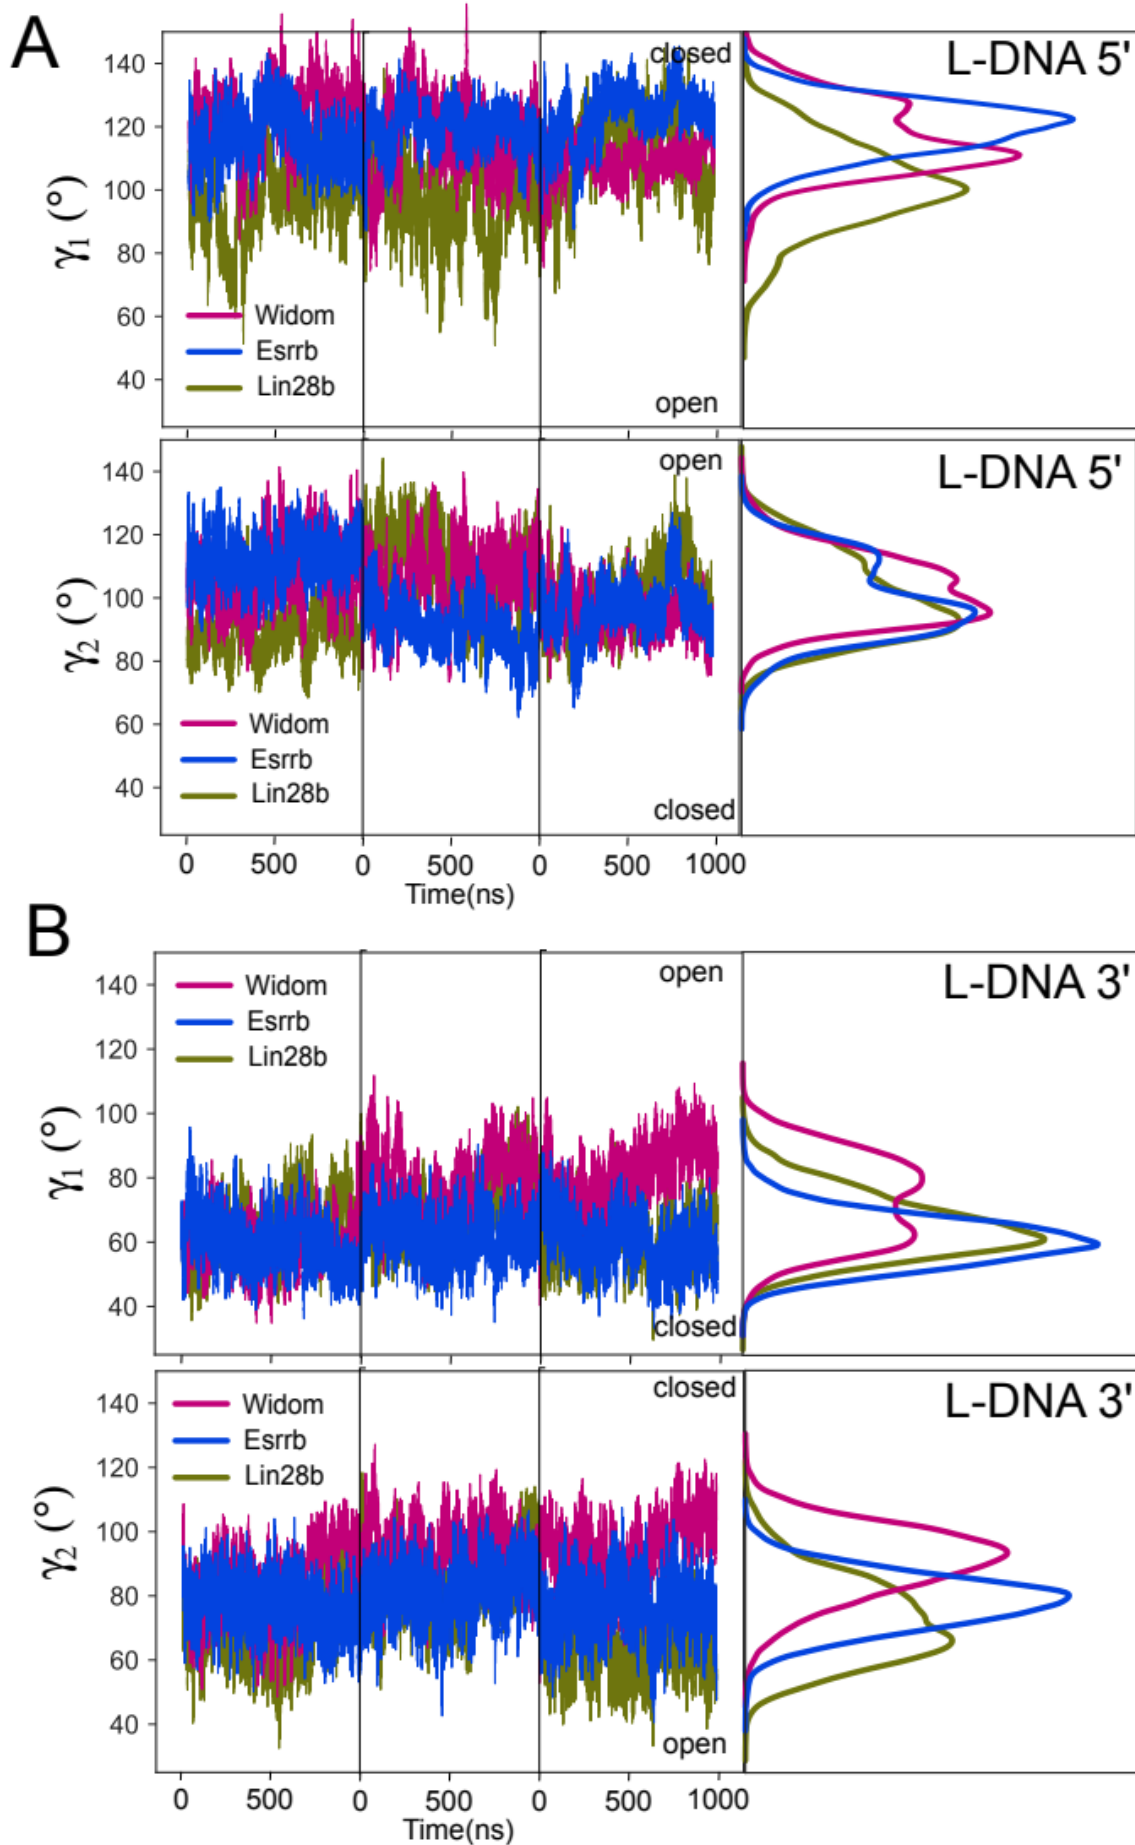 A
L-DNA 5'
closed
140
120
100
80
60
40
γ1 (°)
Widom
Esrrb
Lin28b
open
L-DNA 5'
open
140
120
100
80
60
40
γ2 (°)
Widom
Esrrb
Lin28b
closed
0 500 0 500 0 500 1000
Time(ns)
B
L-DNA 3'
open
140
120
100
80
60
40
γ1 (°)
Widom
Esrrb
Lin28b
closed
L-DNA 3'
closed
140
120
100
80
60
40
γ2 (°)
Widom
Esrrb
Lin28b
open
0 500 0 500 0 500 1000
Time(ns)